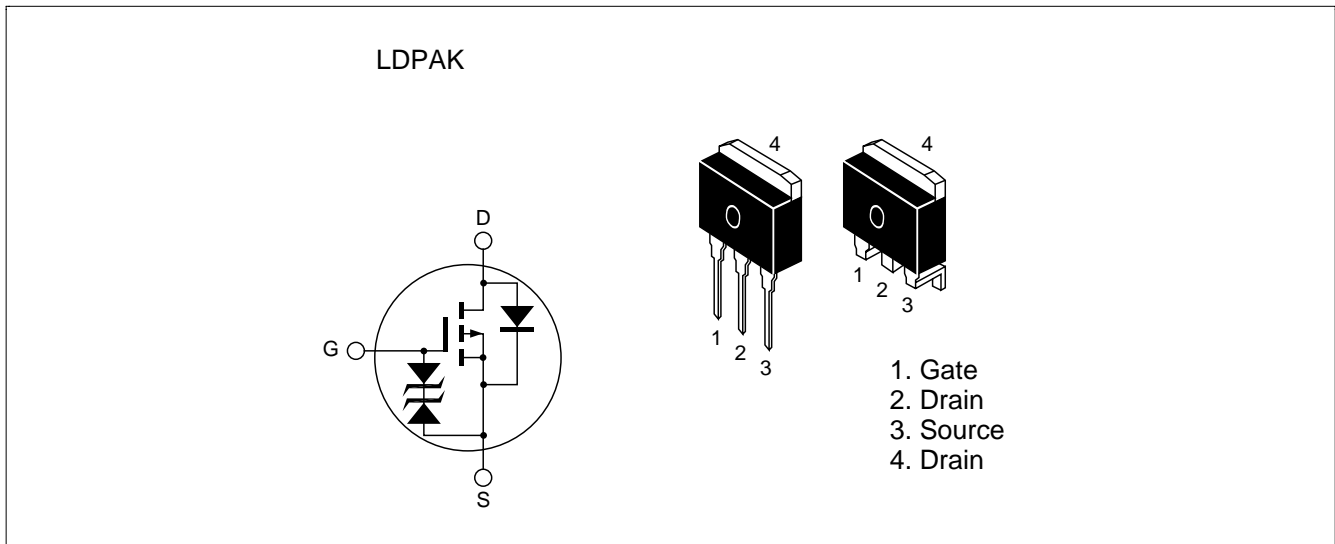 LDPAK
4
4
D
G
S
1
2
3
1
2
3
1. Gate
2. Drain
3. Source
4. Drain